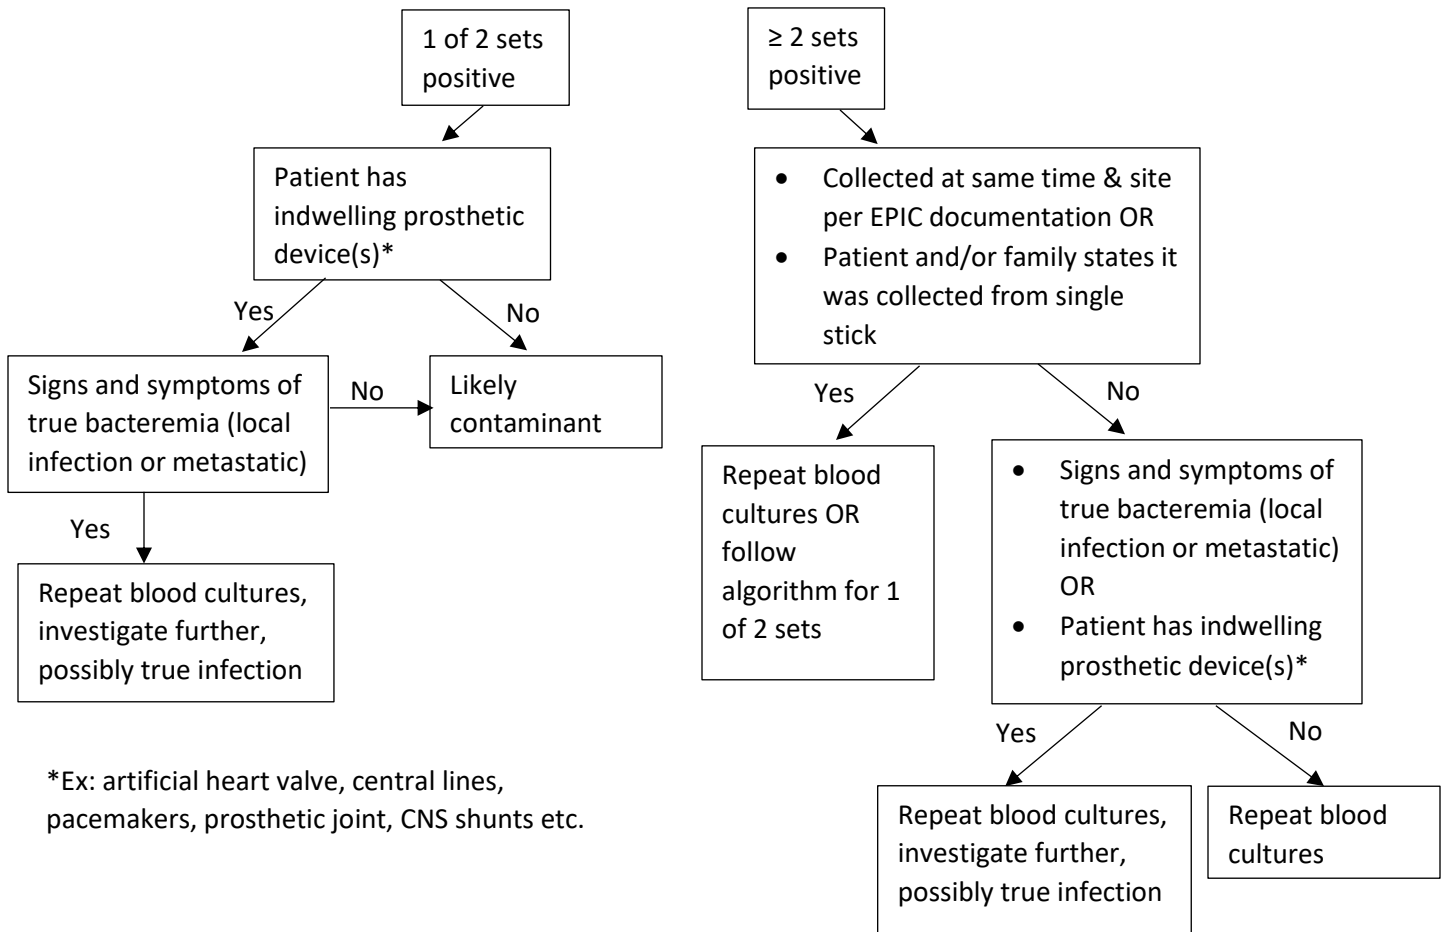 1 of 2 sets
positive
Patient has
indwelling prosthetic
device(s)*
Yes
No
Signs and symptoms of
true bacteremia (local
infection or metastatic)
No
Likely
contaminant
Yes
Repeat blood cultures,
investigate further,
possibly true infection
*Ex: artificial heart valve, central lines,
pacemakers, prosthetic joint, CNS shunts etc.
≥ 2 sets
positive
• Collected at same time & site
per EPIC documentation OR
• Patient and/or family states it
was collected from single
stick
Yes
No
Repeat blood
cultures OR
follow
algorithm for 1
of 2 sets
• Signs and symptoms of
true bacteremia (local
infection or metastatic)
OR
• Patient has indwelling
prosthetic device(s)*
Yes
No
Repeat blood cultures,
investigate further,
possibly true infection
Repeat blood
cultures